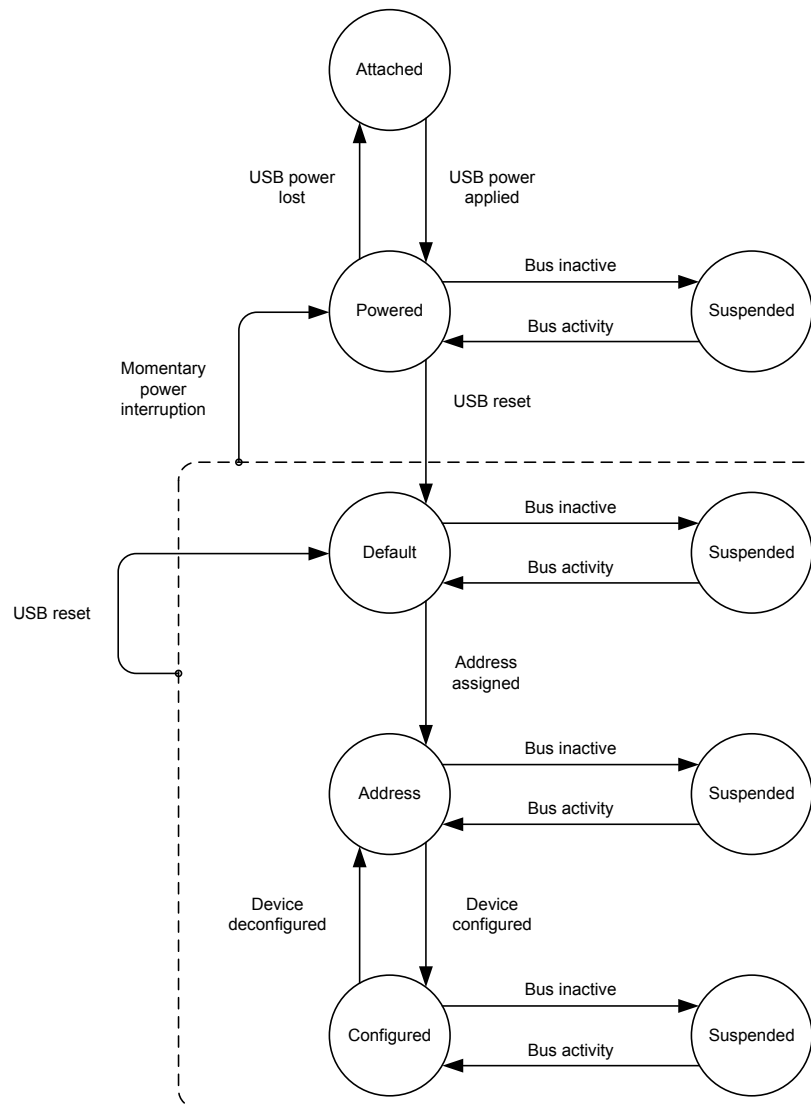 Attached
USB power
lost
USB power
applied
Bus inactive
Powered
Suspended
Bus activity
Momentary
power
interruption
USB reset
Bus inactive
Default
Suspended
Bus activity
USB reset
Address
assigned
Bus inactive
Address
Suspended
Bus activity
Device
deconfigured
Device
configured
Bus inactive
Configured
Suspended
Bus activity